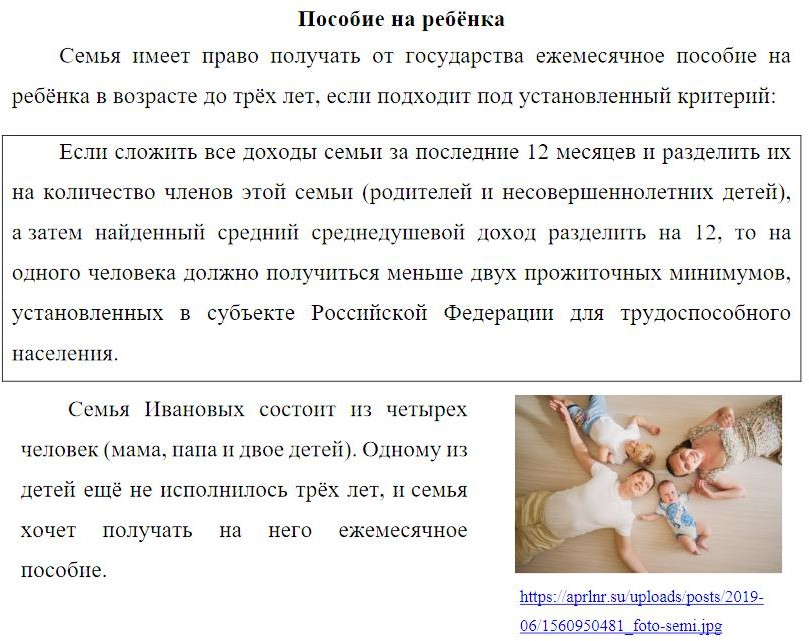 Пособие на ребёнка
Семья имеет право получать от государства ежемесячное пособие на
ребёнка в возрасте до трёх лет, если подходит под установленный критерий:
Если сложить все доходы семьи за последние 12 месяцев и разделить их
на количество членов этой семьи (родителей и несовершеннолетних детей),
а затем найденный средний среднедушевой доход разделить на 12, то на
одного человека должно получиться меньше двух прожиточных минимумов,
установленных в субъекте Российской Федерации для трудоспособного
населения.
Семья Ивановых состоит из четырех
человек (мама, папа и двое детей). Одному из
детей ещё не исполнилось трёх лет, и семья
хочет получать на него ежемесячное
пособие.
https://aprlnr.su/uploads/posts/2019-
06/1560950481_foto-semi.jpg